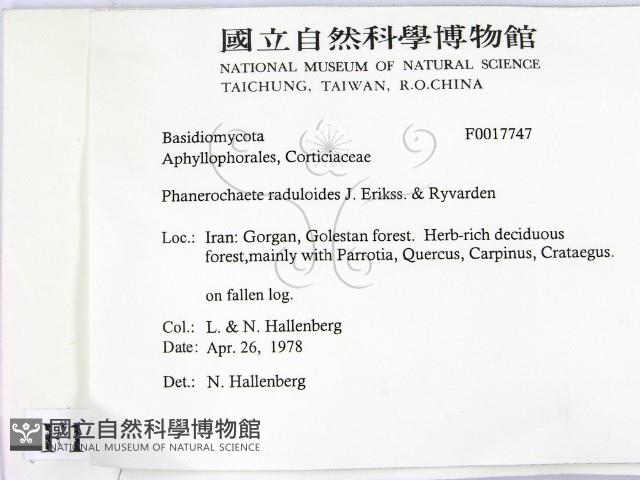 國立自然科學博物館
NATIONAL MUSEUM OF NATURAL SCIENCE
TAICHUNG, TAIWAN, R.O.CHINA
Basidiomycota F0017747
Aphyllophorales, Corticiaceae
Phanerochaete raduloides J. Erikss. & Ryvarden
Loc.: Iran: Gorgan, Golestan forest. Herb-rich deciduous
forest,mainly with Parrotia, Quercus, Carpinus, Crataegus.
on fallen log.
Col.: L. & N. Hallenberg
Date: Apr. 26, 1978
Det.: N. Hallenberg
國立自然科學博物館
NATIONAL MUSEUM OF NATURAL SCIENCE